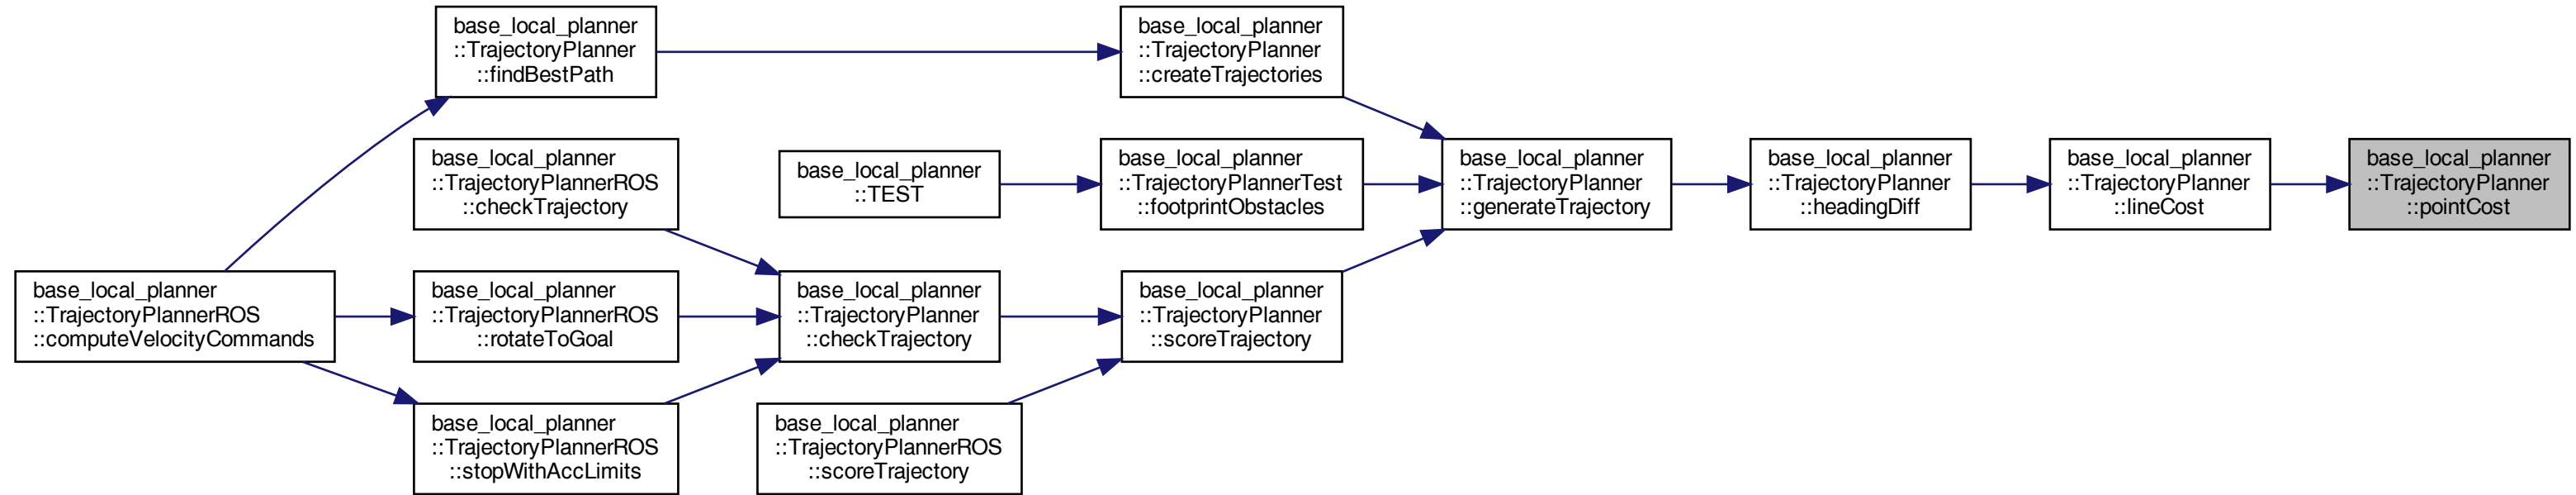 base_local_planner
::TrajectoryPlanner
::findBestPath
base_local_planner
::TrajectoryPlanner
::createTrajectories
base_local_planner
::TrajectoryPlannerROS
::checkTrajectory
base_local_planner
::TEST
base_local_planner
::TrajectoryPlannerTest
::footprintObstacles
base_local_planner
::TrajectoryPlanner
::generateTrajectory
base_local_planner
::TrajectoryPlanner
::headingDiff
base_local_planner
::TrajectoryPlanner
::lineCost
base_local_planner
::TrajectoryPlanner
::pointCost
base_local_planner
::TrajectoryPlannerROS
::computeVelocityCommands
base_local_planner
::TrajectoryPlannerROS
::rotateToGoal
base_local_planner
::TrajectoryPlanner
::checkTrajectory
base_local_planner
::TrajectoryPlanner
::scoreTrajectory
base_local_planner
::TrajectoryPlannerROS
::stopWithAccLimits
base_local_planner
::TrajectoryPlannerROS
::scoreTrajectory